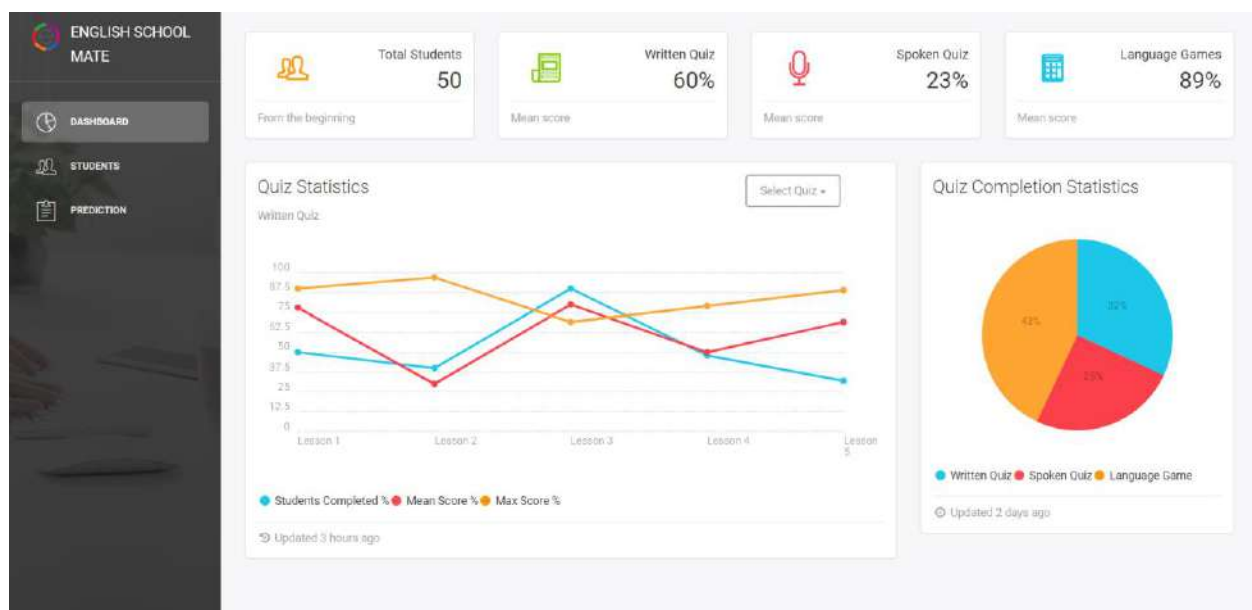 ENGLISH SCHOOL
MATE
DASHBOARD
STUDENTS
PREDICTION
Total Students
50
From the beginning
Written Quiz
60%
Mean score
Spoken Quiz
23%
Mean score
Language Games
89%
Mean score
Quiz Statistics
Select Quiz
Written Quiz
100
87.5
75
62.5
50
37.5
25
12.5
0
Lesson 1
Lesson 2
Lesson 3
Lesson 4
Lesson
5
Students Completed % Mean Score % Max Score %
Updated 3 hours ago
Quiz Completion Statistics
32%
43%
25%
Written Quiz Spoken Quiz Language Game
Updated 2 days ago